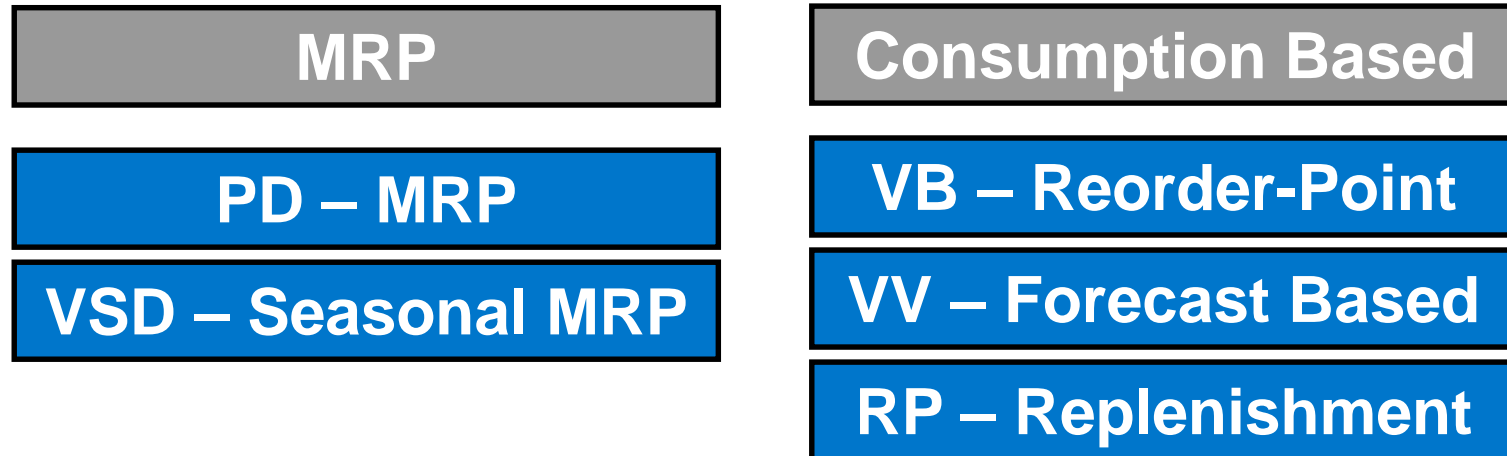 MRP
PD – MRP
VSD – Seasonal MRP
Consumption Based
VB – Reorder-Point
VV – Forecast Based
RP – Replenishment